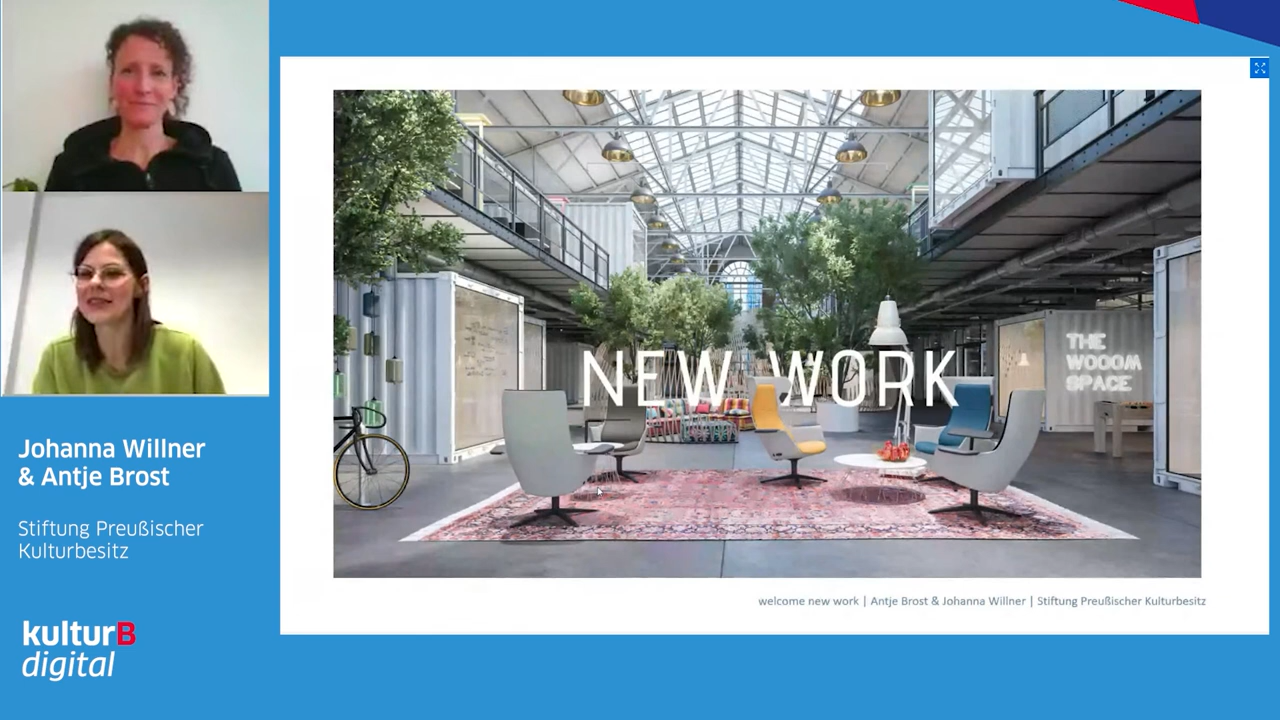 NEW WORK
THE
WOOOM
SPACE
welcome new work | Antje Brost & Johanna Willner | Stiftung Preußischer Kulturbesitz
Johanna Willner
& Antje Brost
Stiftung Preußischer
Kulturbesitz
kulturB
digital